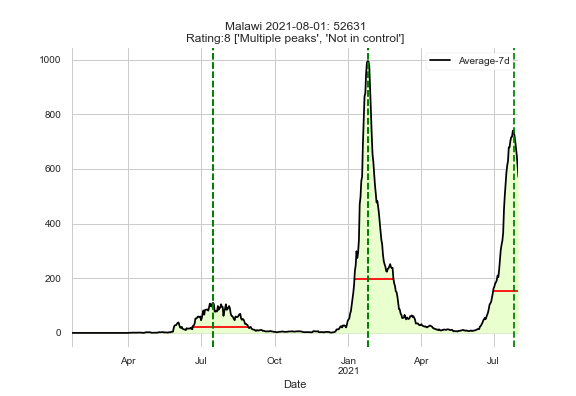 Malawi 2021-08-01: 52631
Rating:8 ['Multiple peaks', 'Not in control']
Average-7d
1000
800
600
400
200
0
Apr
Jul
Oct
Jan
2021
Apr
Jul
Date